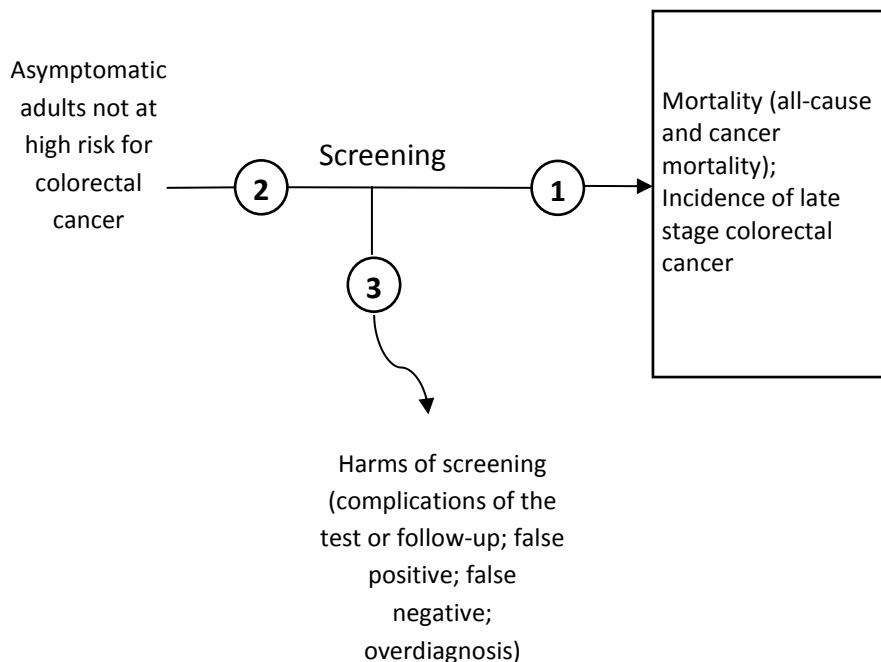 Asymptomatic
adults not at
high risk for
colorectal
cancer
2
Screening
1
Mortality (all-cause
and cancer
mortality);
Incidence of late
stage colorectal
cancer
3
Harms of screening
(complications of the
test or follow-up; false
positive; false
negative;
overdiagnosis)